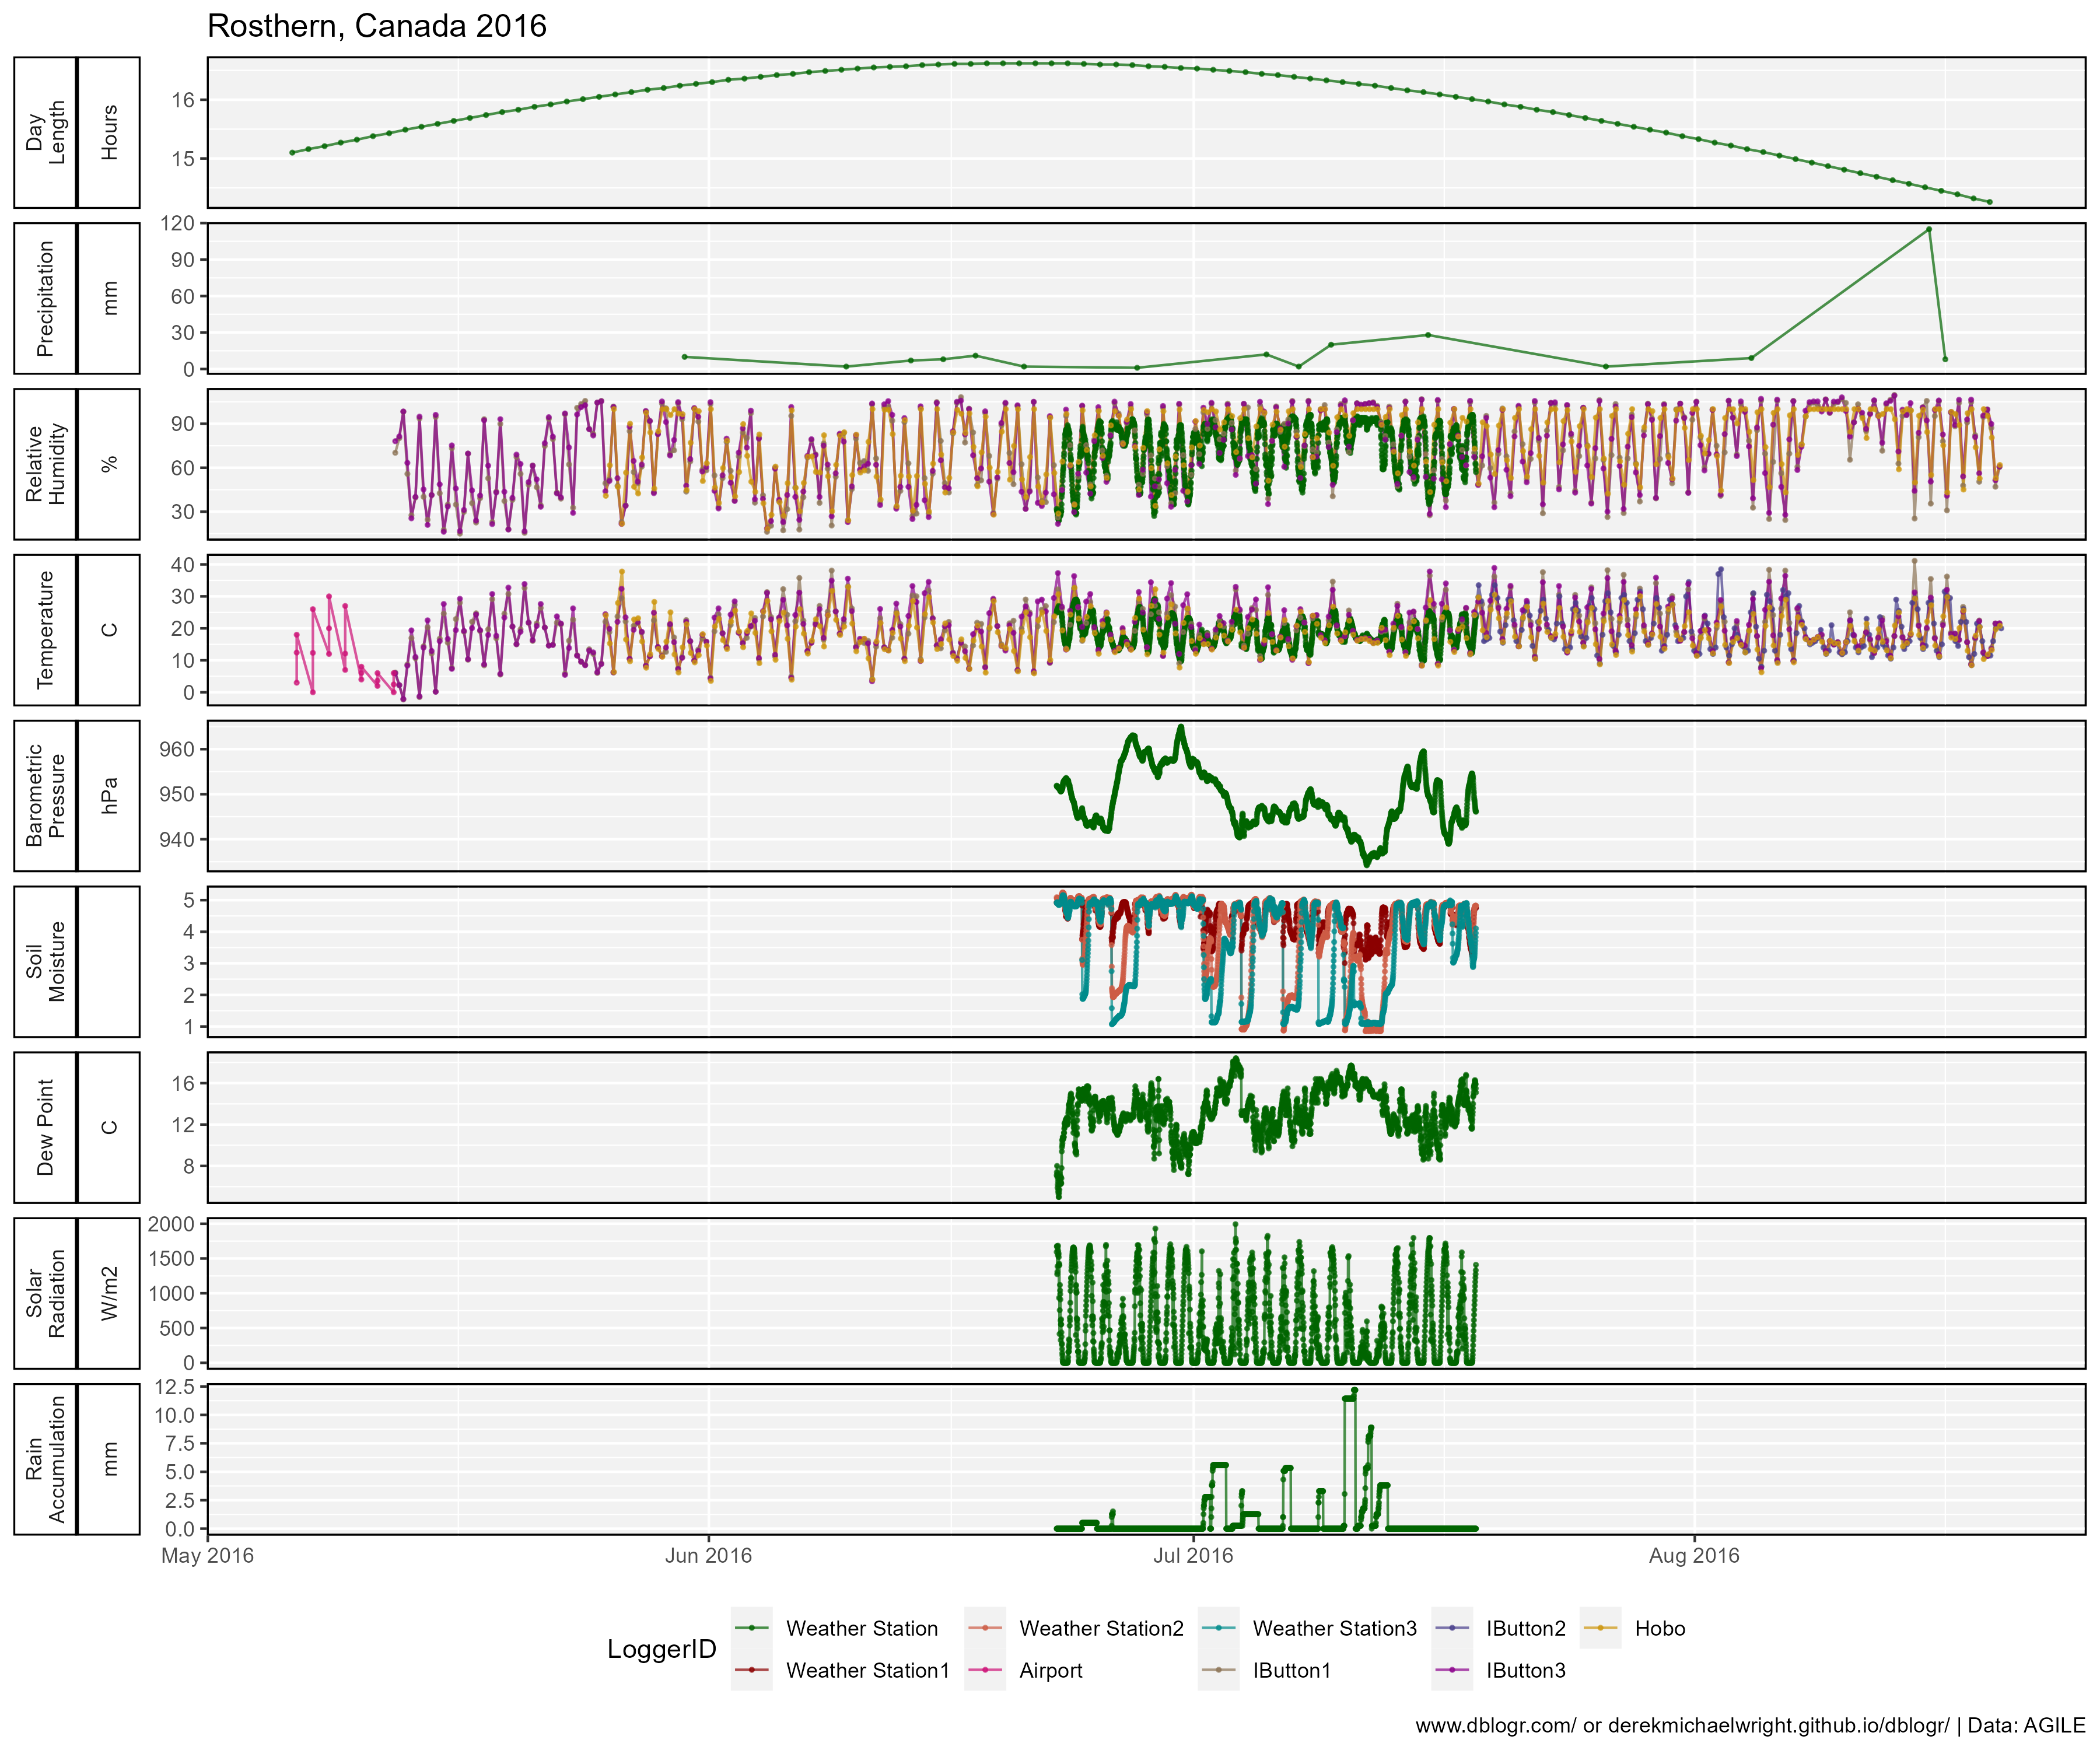 Rosthern, Canada 2016
Day
Length
Hours
16
15
Precipitation
mm
120
90
60
30
0
Relative
Humidity
%
90
60
30
Temperature
C
40
30
20
10
0
Barometric
Pressure
hPa
960
950
940
Soil
Moisture
5
4
3
2
1
Dew Point
C
16
12
8
Solar
Radiation
W/m2
2000
1500
1000
500
0
Rain
Accumulation
mm
12.5
10.0
7.5
5.0
2.5
0.0
May 2016 Jun 2016 Jul 2016 Aug 2016
LoggerID
Weather Station Weather Station2 Weather Station3 IButton2 Hobo
Weather Station1 Airport IButton1 IButton3
www.dblogr.com/ or derekmichaelwright.github.io/dblogr/ | Data: AGILE